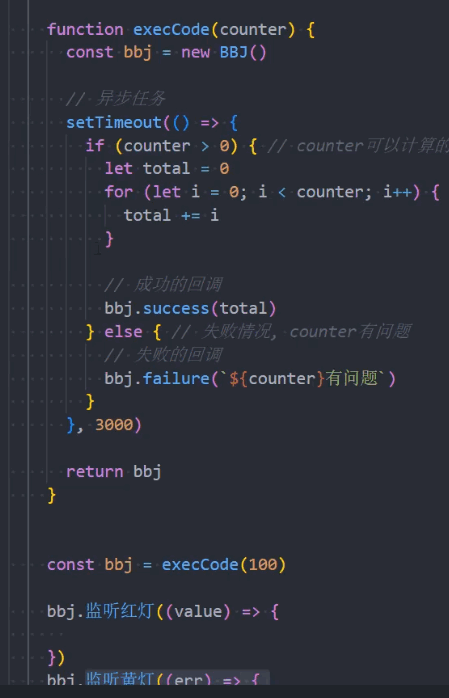 function execCode(counter) {
const bbj = new BBJ()
// 异步任务
setTimeout(() => {
if (counter > 0) { // counter可以计算的
let total = 0
for (let i = 0; i < counter; i++) {
total += i
}
// 成功的回调
bbj.success(total)
} else { // 失败情况, counter有问题
// 失败的回调
bbj.failure(`${counter}有问题`)
}
}, 3000)
return bbj
}
const bbj = execCode(100)
bbj.监听红灯((value) => {
})
bbj.监听黄灯((err) => {